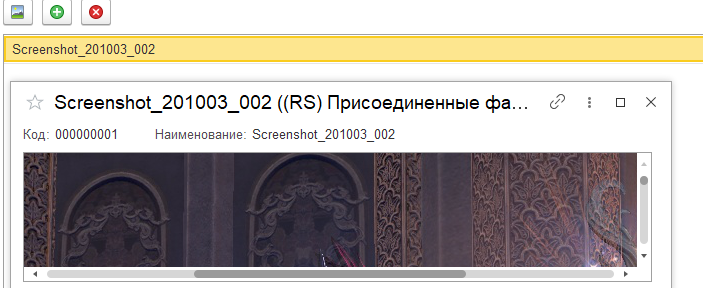 Screenshot_201003_002
Screenshot_201003_002 ((RS) Присоединенные фа...
Код: 000000001 Наименование: Screenshot_201003_002